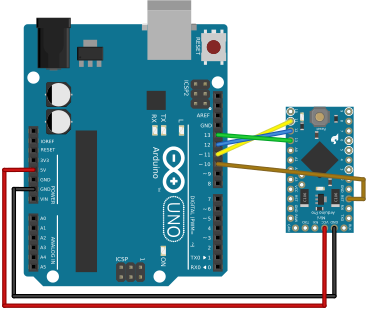 RESET
ICSP2
AREF
GND
RX
TX
L
13
12
~11
~10
~9
8
IOREF
RESET
3V3
5V
GND
GND
VIN
POWER
Arduino
UNO
7
~6
~5
4
~3
2
TX0 1
RX0 0
DIGITAL (PWM~)
A0
A1
A2
A3
A4
A5
ANALOG IN
ICSP
1
ON